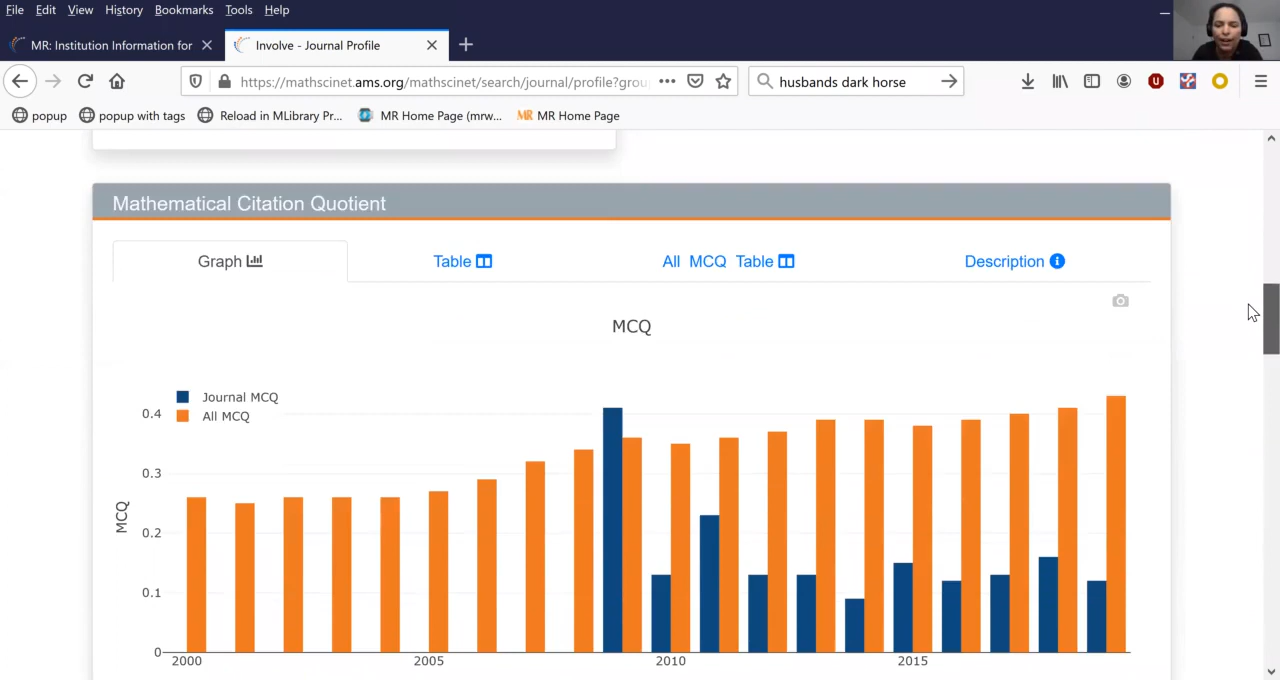 File Edit View History Bookmarks Tools Help
MR: Institution Information for
Involve - Journal Profile
https://mathscinet.ams.org/mathscinet/search/journal/profile?grou
husbands dark horse
popup popup with tags Reload in MLibrary Pr... MR Home Page (mrw... MR Home Page
Mathematical Citation Quotient
Graph Table All MCQ Table Description
MCQ
Journal MCQ
All MCQ
0.4
0.3
0.2
0.1
0
MCQ
2000 2005 2010 2015